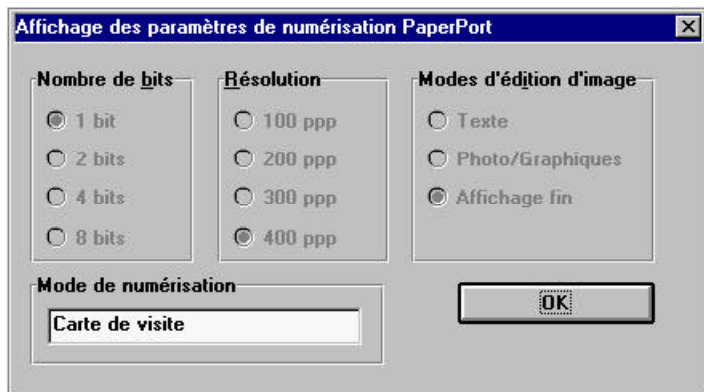 Affichage des paramètres de numérisation PaperPort
Nombre de bits
1 bit
2 bits
4 bits
8 bits
Résolution
100 ppp
200 ppp
300 ppp
400 ppp
Modes d'édition d'image
Texte
Photo/Graphiques
Affichage fin
Mode de numérisation
Carte de visite
OK